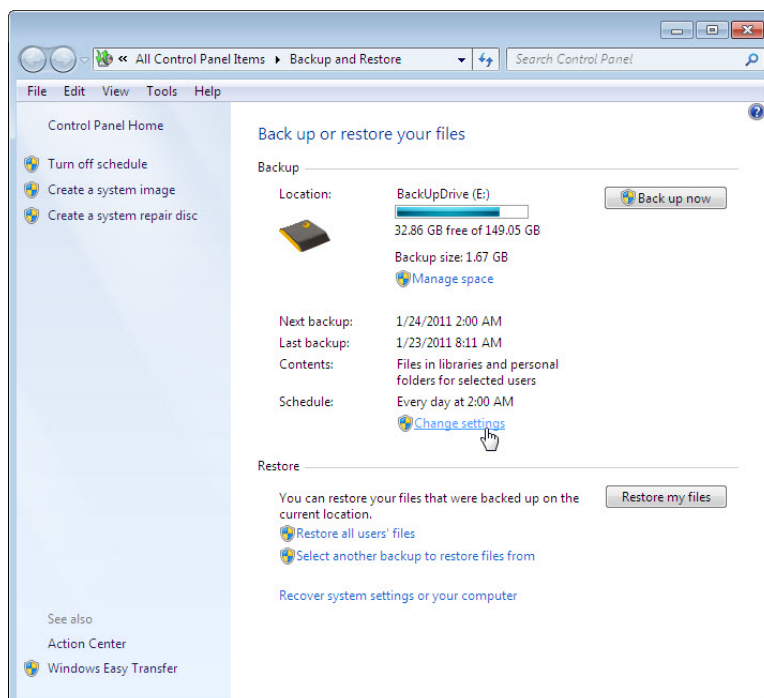 « All Control Panel Items ▸ Backup and Restore
Search Control Panel
File Edit View Tools Help
Control Panel Home
Turn off schedule
Create a system image
Create a system repair disc
Back up or restore your files
Backup
Location:
BackUpDrive (E:)
Back up now
32.86 GB free of 149.05 GB
Backup size: 1.67 GB
Manage space
Next backup:
1/24/2011 2:00 AM
Last backup:
1/23/2011 8:11 AM
Contents:
Files in libraries and personal
folders for selected users
Schedule:
Every day at 2:00 AM
Change settings
Restore
You can restore your files that were backed up on the
current location.
Restore my files
Restore all users' files
Select another backup to restore files from
Recover system settings or your computer
See also
Action Center
Windows Easy Transfer